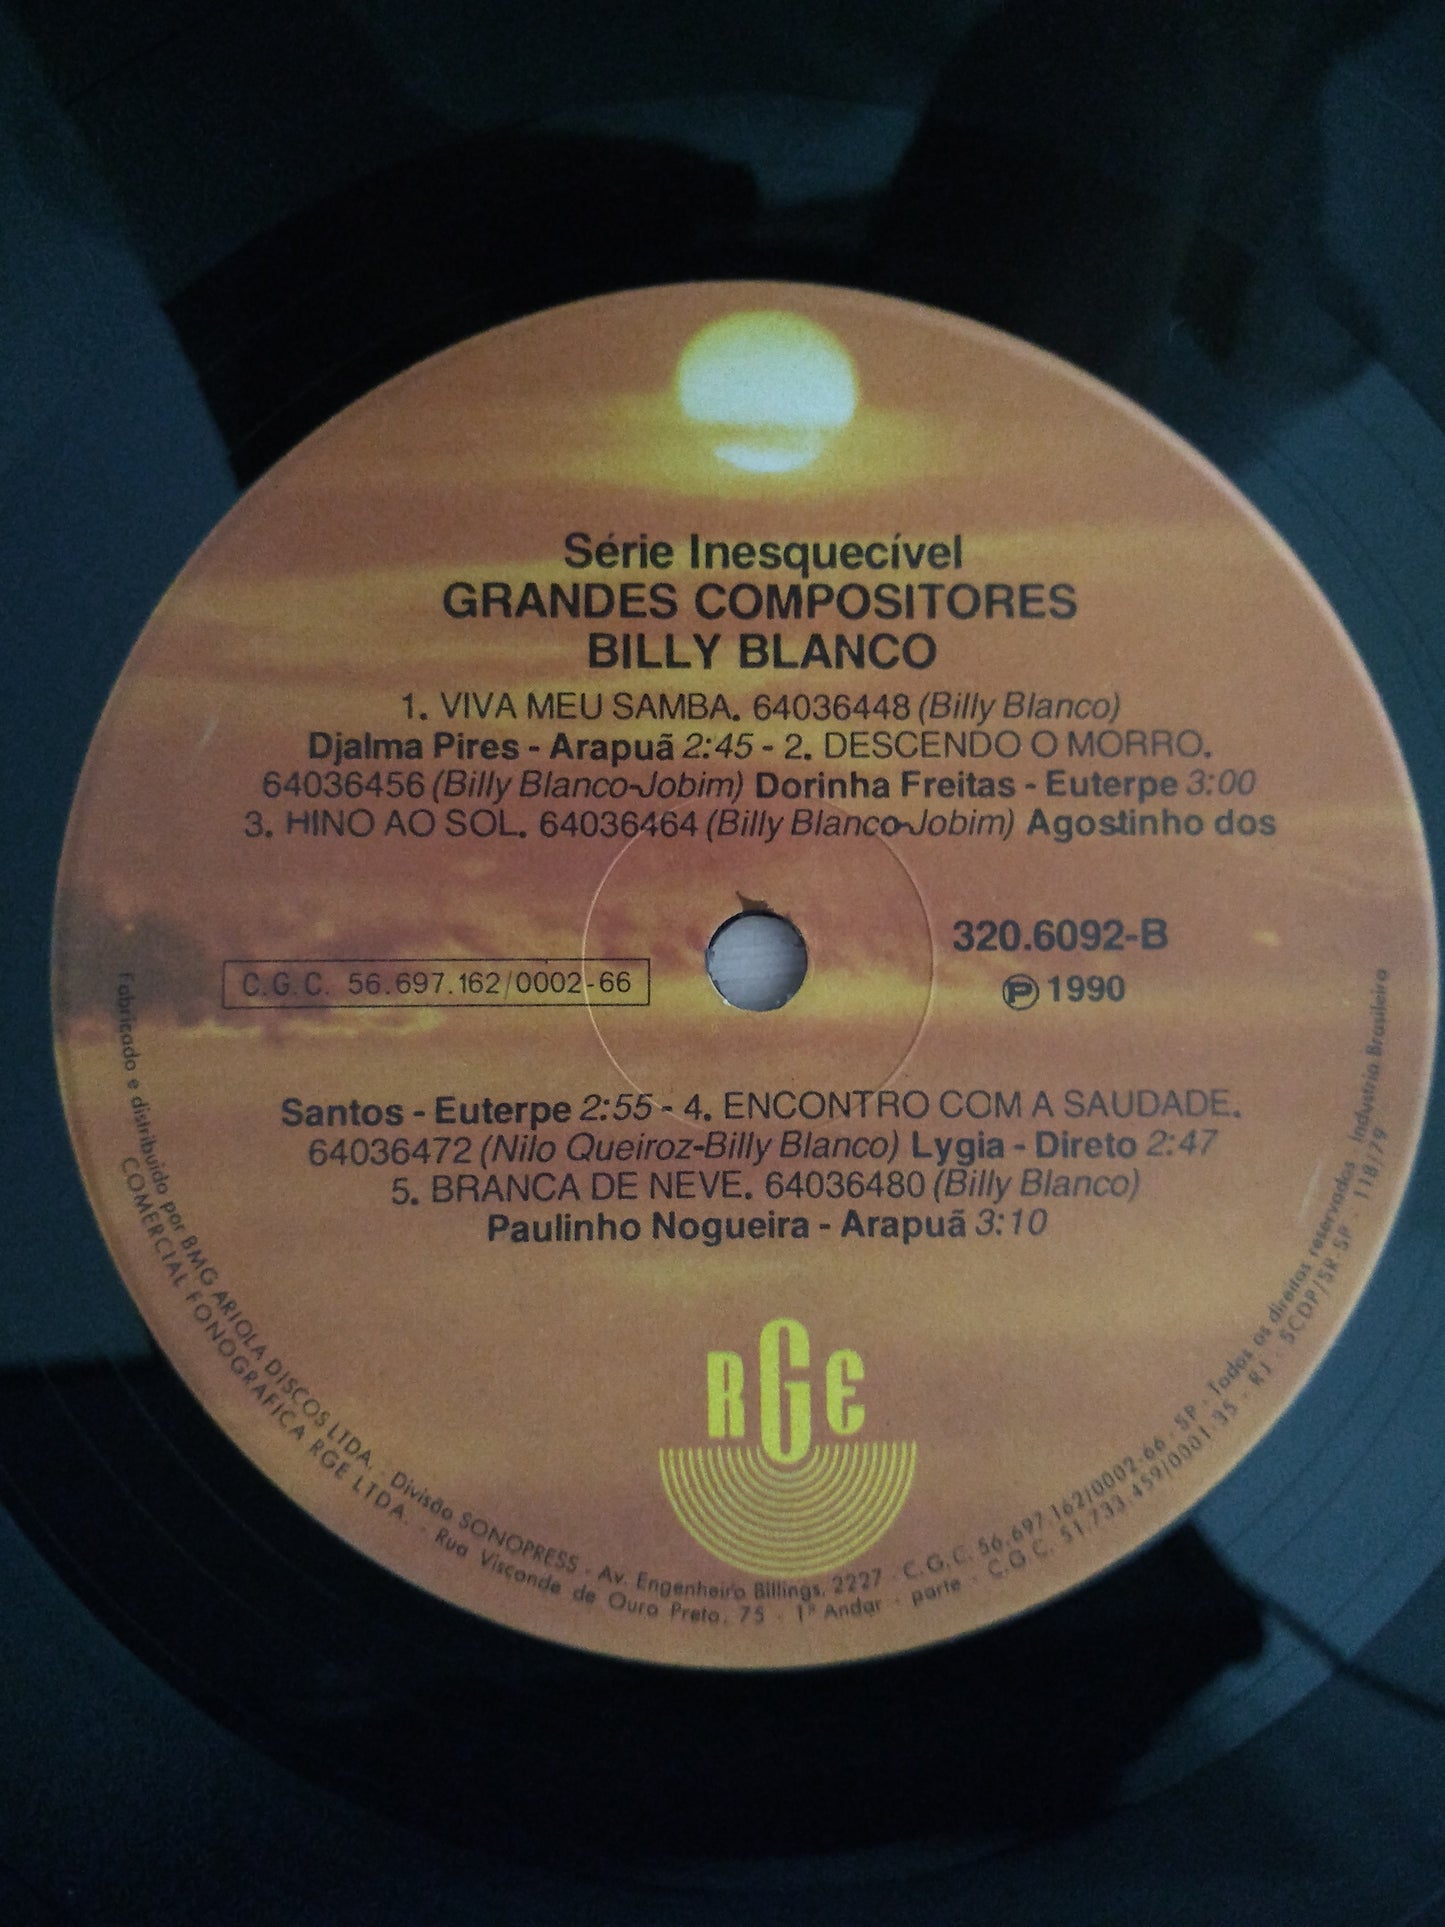 Série Inesquecível
GRANDES COMPOSITORES
BILLY BLANCO
1. VIVA MEU SAMBA. 64036448 (Billy Blanco)
Djalma Pires - Arapuã 2:45 - 2. DESCENDO O MORRO.
64036456 (Billy Blanco-Jobim) Dorinha Freitas - Euterpe 3:00
3. HINO AO SOL. 64036464 (Billy Blanco-Jobim) Agostinho dos
320.6092-B
C.G.C. 56.697.162/0002-66
℗ 1990
Santos - Euterpe 2:55 - 4. ENCONTRO COM A SAUDADE.
64036472 (Nilo Queiroz-Billy Blanco) Lygia - Direto 2:47
5. BRANCA DE NEVE. 64036480 (Billy Blanco)
Paulinho Nogueira - Arapuã 3:10
RGE
Fabricado e distribuido por BMG ARIOLA DISCOS LTDA. - Divisão SONOPRESS - Av. Engenheiro Billings, 2227 - C.G.C. 56.697.162/0002-66 - SP - Todos os direitos reservados Industria Brasileira
COMERCIAL FONOGRAFICA RGE LTDA. - Rua Visconde de Ouro Preto, 75 - 1º Andar - parte - C.G.C. 51.733.459/0001-35 - RJ - SCDP/SR-SP - 118/79